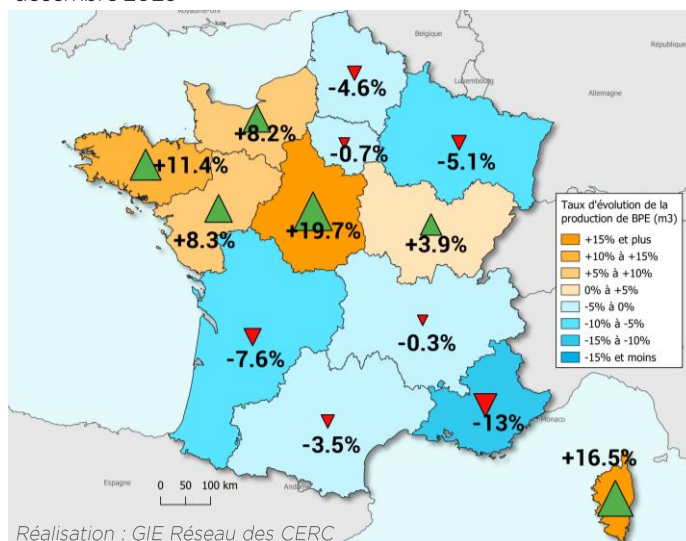 Royaume-Uni
Belgique
République
Luxembourg
Allemagne
-4.6%
+8.2%
-0.7%
-5.1%
+11.4%
+8.3%
+19.7%
+3.9%
Taux d'évolution de la
production de BPE (m3)
+15% et plus
+10% à +15%
+5% à +10%
0% à +5%
-5% à 0%
-10% à -5%
-15% à -10%
-15% et moins
-7.6%
-0.3%
-3.5%
-13%
Monaco
+16.5%
Espagne
0 50 100 km
Réalisation : GIE Réseau des CERC